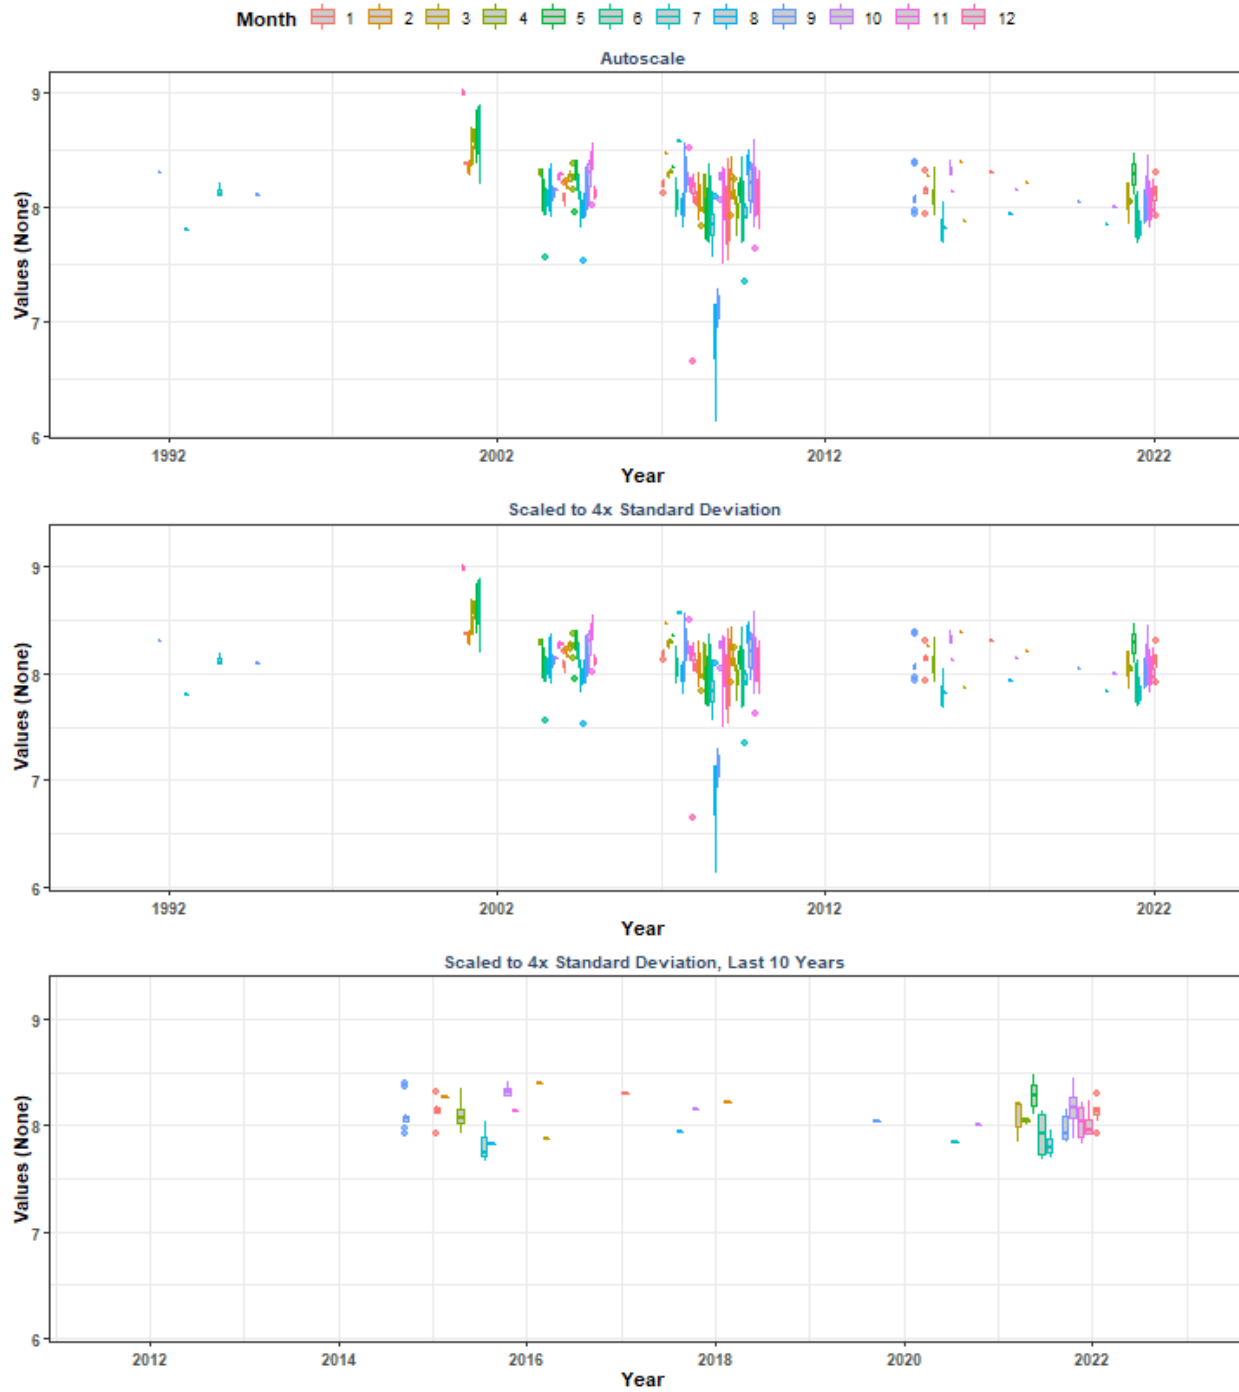 Month 1 2 3 4 5 6 7 8 9 10 11 12
Autoscale
9
8
7
6
Values (None)
1992 2002 2012 2022
Year
Scaled to 4x Standard Deviation
9
8
7
6
Values (None)
1992 2002 2012 2022
Year
Scaled to 4x Standard Deviation, Last 10 Years
9
8
7
6
Values (None)
2012 2014 2016 2018 2020 2022
Year